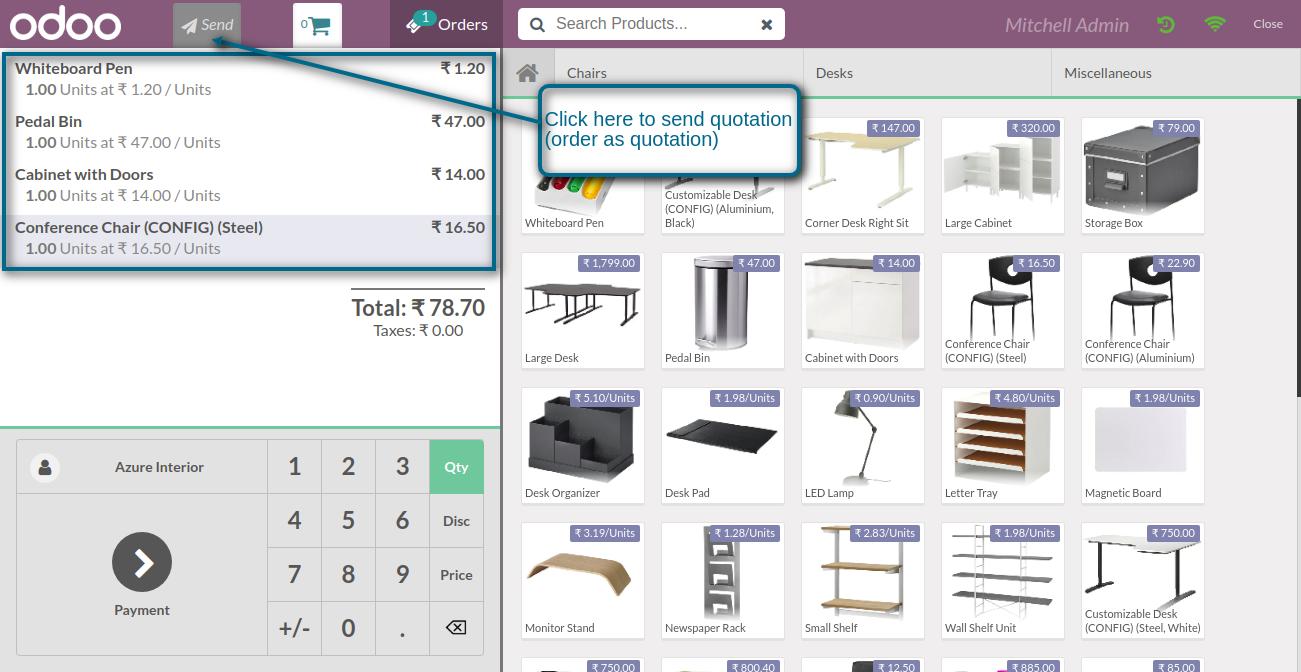 odoo
Send
0
1
Orders
Search Products...
Mitchell Admin
Close
Whiteboard Pen ₹ 1.20
1.00 Units at ₹ 1.20 / Units
Pedal Bin ₹ 47.00
1.00 Units at ₹ 47.00 / Units
Cabinet with Doors ₹ 14.00
1.00 Units at ₹ 14.00 / Units
Conference Chair (CONFIG) (Steel) ₹ 16.50
1.00 Units at ₹ 16.50 / Units
Total: ₹ 78.70
Taxes: ₹ 0.00
Azure Interior
1 2 3 Qty
4 5 6 Disc
7 8 9 Price
+/- 0 .
Payment
Chairs Desks Miscellaneous
Click here to send quotation
(order as quotation)
₹ 147.00 ₹ 320.00 ₹ 79.00
Whiteboard Pen
Customizable Desk
(CONFIG) (Aluminium,
Black)
Corner Desk Right Sit
Large Cabinet
Storage Box
₹ 1,799.00 ₹ 47.00 ₹ 14.00 ₹ 16.50 ₹ 22.90
Large Desk
Pedal Bin
Cabinet with Doors
Conference Chair
(CONFIG) (Steel)
Conference Chair
(CONFIG) (Aluminium)
₹ 5.10/Units ₹ 1.98/Units ₹ 0.90/Units ₹ 4.80/Units ₹ 1.98/Units
Desk Organizer
Desk Pad
LED Lamp
Letter Tray
Magnetic Board
₹ 3.19/Units ₹ 1.28/Units ₹ 2.83/Units ₹ 1.98/Units ₹ 750.00
Monitor Stand
Newspaper Rack
Small Shelf
Wall Shelf Unit
Customizable Desk
(CONFIG) (Steel, White)
₹ 750.00 ₹ 800.40 ₹ 12.50 ₹ 885.00 ₹ 85.00